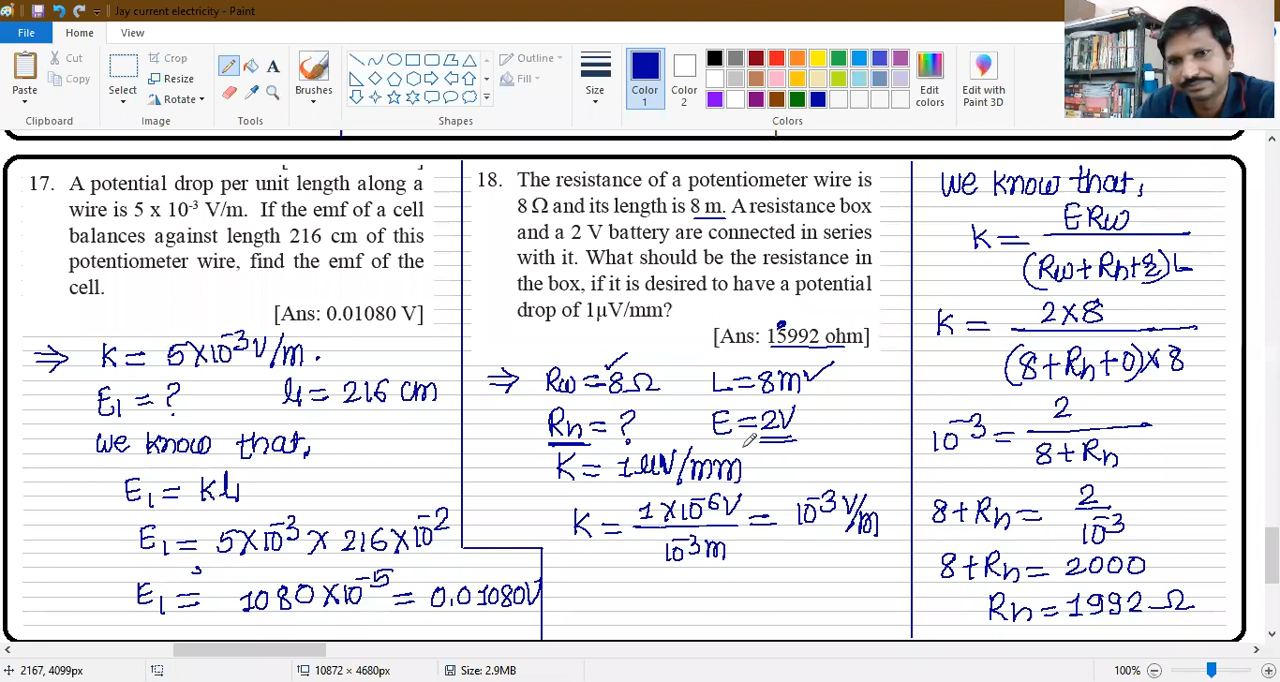 Jay current electricity - Paint
File
Home
View
Paste
Cut
Copy
Clipboard
Select
Crop
Resize
Rotate
Image
A
Tools
Brushes
Outline
Fill
Shapes
Size
Color 1
Color 2
Colors
Edit colors
Edit with Paint 3D
17. A potential drop per unit length along a
wire is 5 x 10⁻³ V/m. If the emf of a cell
balances against length 216 cm of this
potentiometer wire, find the emf of the
cell.
[Ans: 0.01080 V]
⇒ K = 5×10⁻³ V/m.
E₁ = ? l₁ = 216 cm
We know that,
E₁ = Kl₁
E₁ = 5×10⁻³ × 216×10⁻²
E₁ = 1080×10⁻⁵ = 0.01080V
18. The resistance of a potentiometer wire is
8 Ω and its length is 8 m. A resistance box
and a 2 V battery are connected in series
with it. What should be the resistance in
the box, if it is desired to have a potential
drop of 1µV/mm?
[Ans: 15992 ohm]
⇒ Rw = 8Ω L = 8m
Rh = ? E = 2V
K = 1µV/mm
K = 1×10⁻⁶V / 10⁻³m = 10⁻³ V/m
We know that,
K = ERw / (Rw + Rh + r)L
K = 2×8 / (8 + Rh + 0)×8
10⁻³ = 2 / 8 + Rh
8 + Rh = 2 / 10⁻³
8 + Rh = 2000
Rh = 1992 Ω
2167, 4099px
10872 × 4680px
Size: 2.9MB
100%